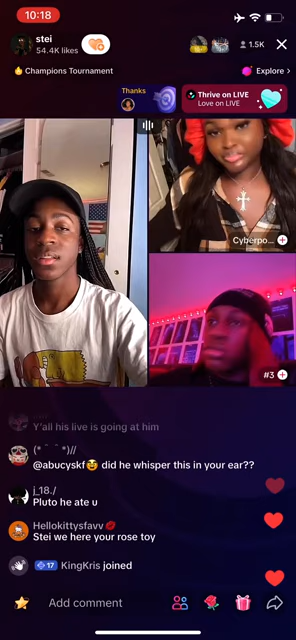 10:18
stei
54.4K likes
1.5K
Champions Tournament
Explore >
Thanks
Thrive on LIVE
Love on LIVE
Cyberpo...
#3
Y'all his live is going at him
(*ˆ ˆ*)//
@abucyskf😆 did he whisper this in your ear??
j_18./
Pluto he ate u
Hellokittysfavv💋
Stei we here your rose toy
17 KingKris joined
Add comment